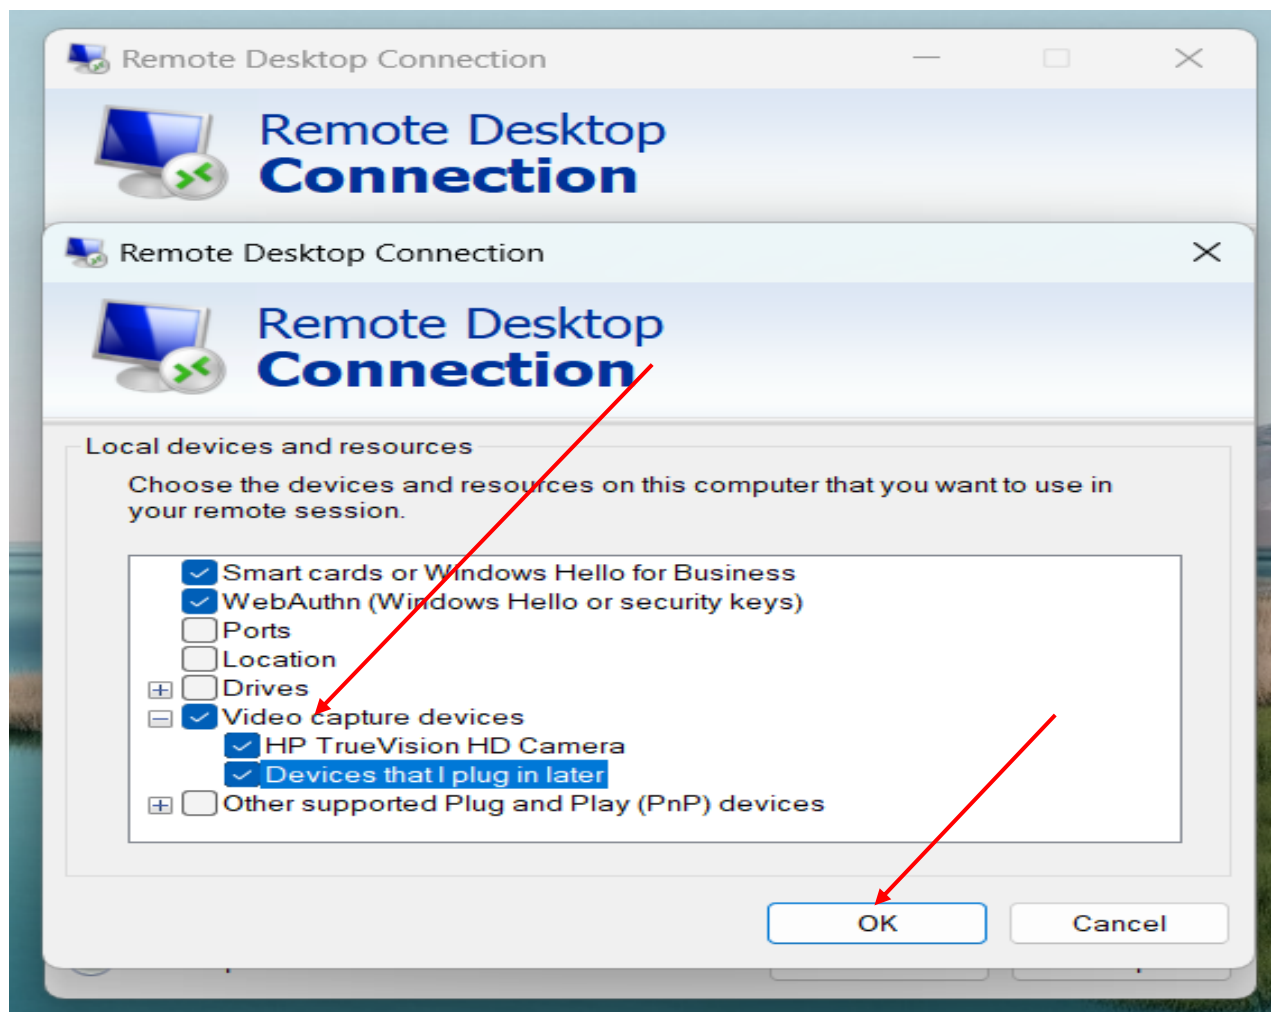 Remote Desktop Connection
Remote Desktop
Connection
Remote Desktop Connection
Remote Desktop
Connection
Local devices and resources
Choose the devices and resources on this computer that you want to use in
your remote session.
Smart cards or Windows Hello for Business
WebAuthn (Windows Hello or security keys)
Ports
Location
Drives
Video capture devices
HP TrueVision HD Camera
Devices that I plug in later
Other supported Plug and Play (PnP) devices
OK
Cancel